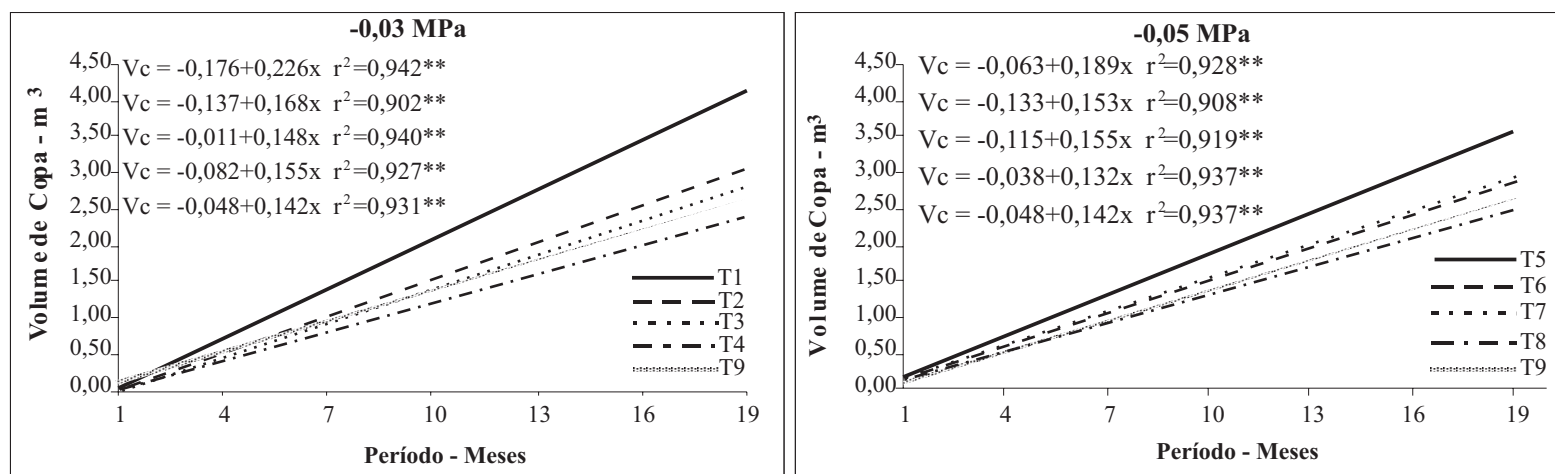 -0,03 MPa
Volume de Copa - m³
4,50
4,00
3,50
3,00
2,50
2,00
1,50
1,00
0,50
0,00
Vc = -0,176+0,226x r²=0,942**
Vc = -0,137+0,168x r²=0,902**
Vc = -0,011+0,148x r²=0,940**
Vc = -0,082+0,155x r²=0,927**
Vc = -0,048+0,142x r²=0,931**
T1
T2
T3
T4
T9
1 4 7 10 13 16 19
Período - Meses
-0,05 MPa
Volume de Copa - m³
4,50
4,00
3,50
3,00
2,50
2,00
1,50
1,00
0,50
0,00
Vc = -0,063+0,189x r²=0,928**
Vc = -0,133+0,153x r²=0,908**
Vc = -0,115+0,155x r²=0,919**
Vc = -0,038+0,132x r²=0,937**
Vc = -0,048+0,142x r²=0,937**
T5
T6
T7
T8
T9
1 4 7 10 13 16 19
Período - Meses